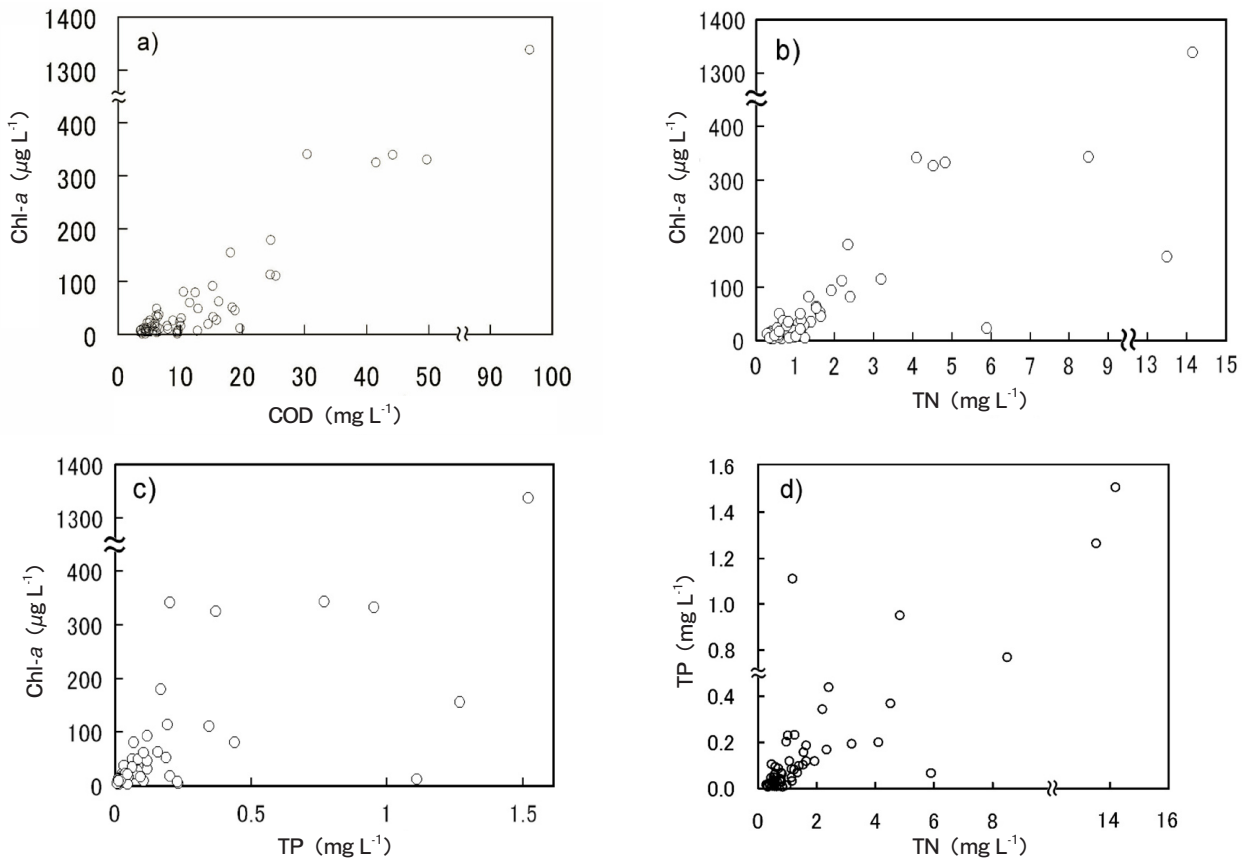 a)
1400
1300
400
300
200
100
0
Chl-a (μg L-1)
0 10 20 30 40 50 90 100
COD (mg L-1)
b)
1400
1300
400
300
200
100
0
Chl-a (μg L-1)
0 1 2 3 4 5 6 7 8 9 13 14 15
TN (mg L-1)
c)
1400
1300
400
300
200
100
0
Chl-a (μg L-1)
0 0.5 1 1.5
TP (mg L-1)
d)
1.6
1.4
1.2
1.0
0.8
0.4
0.2
0.0
TP (mg L-1)
0 2 4 6 8 14 16
TN (mg L-1)